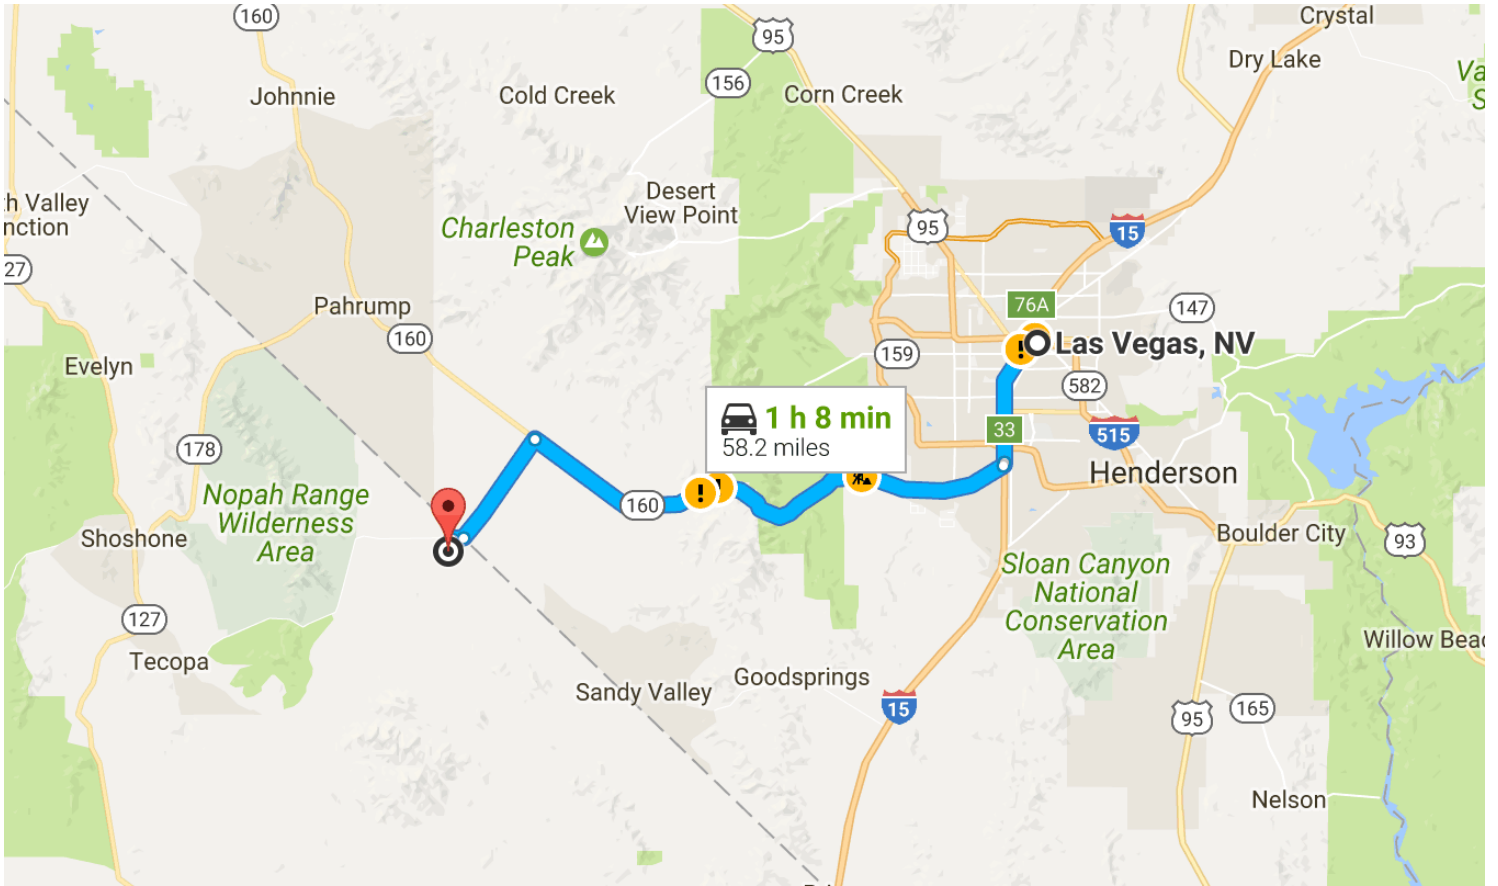 160
Crystal
95
Dry Lake
Va
S
Johnnie
Cold Creek
156
Corn Creek
th Valley
nction
Desert
View Point
Charleston
Peak
95
15
27
Pahrump
160
76A
147
Las Vegas, NV
159
Evelyn
582
1 h 8 min
58.2 miles
33
515
178
Henderson
Nopah Range
Wilderness
Area
160
Shoshone
Boulder City
93
Sloan Canyon
National
Conservation
Area
127
Tecopa
Willow Beac
Sandy Valley
Goodsprings
15
95
165
Nelson